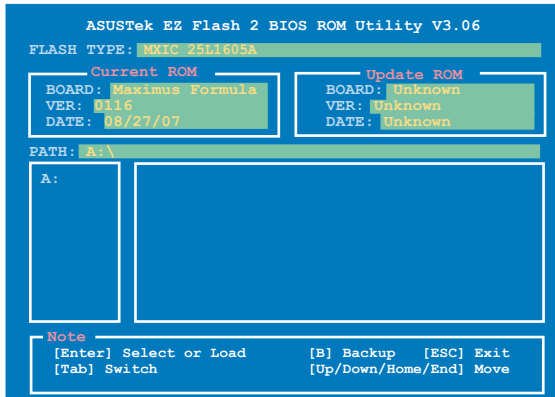 ASUSTek EZ Flash 2 BIOS ROM Utility V3.06
FLASH TYPE: MXIC 25L1605A
Current ROM
BOARD: Maximus Formula
VER: 0116
DATE: 08/27/07
Update ROM
BOARD: Unknown
VER: Unknown
DATE: Unknown
PATH: A:\
A:
Note
[Enter] Select or Load [B] Backup [ESC] Exit
[Tab] Switch [Up/Down/Home/End] Move